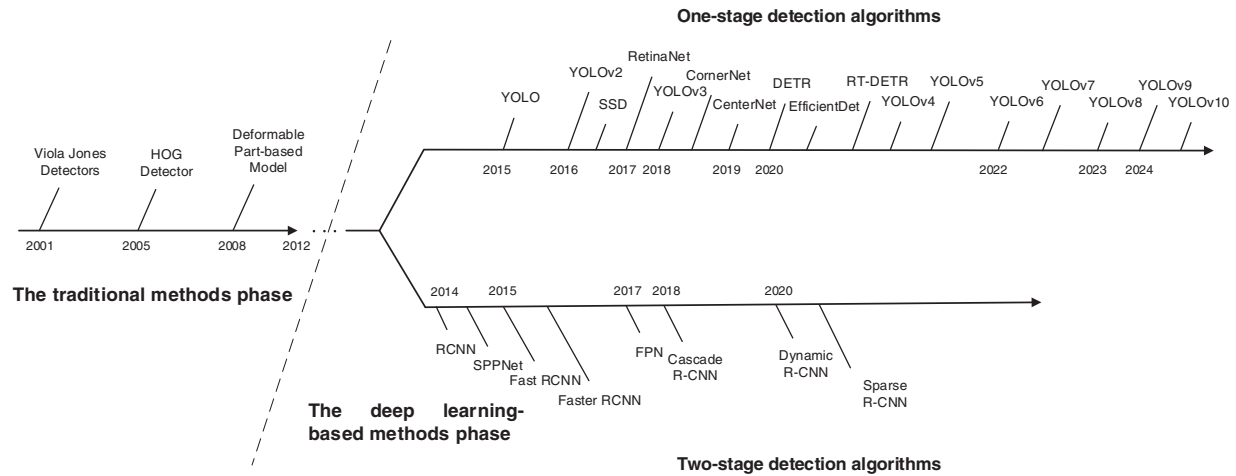 One-stage detection algorithms
RetinaNet
YOLOv2
CornerNet
DETR
RT-DETR
YOLOv5
YOLOv7
YOLOv9
YOLO
SSD
YOLOv3
CenterNet
EfficientDet
YOLOv4
YOLOv6
YOLOv8
YOLOv10
2015
2016
2017
2018
2019
2020
2022
2023
2024
Viola Jones
Detectors
HOG
Detector
Deformable
Part-based
Model
2001
2005
2008
2012
...
The traditional methods phase
2014
2015
2017
2018
2020
RCNN
SPPNet
Fast RCNN
Faster RCNN
FPN
Cascade
R-CNN
Dynamic
R-CNN
Sparse
R-CNN
The deep learning-
based methods phase
Two-stage detection algorithms